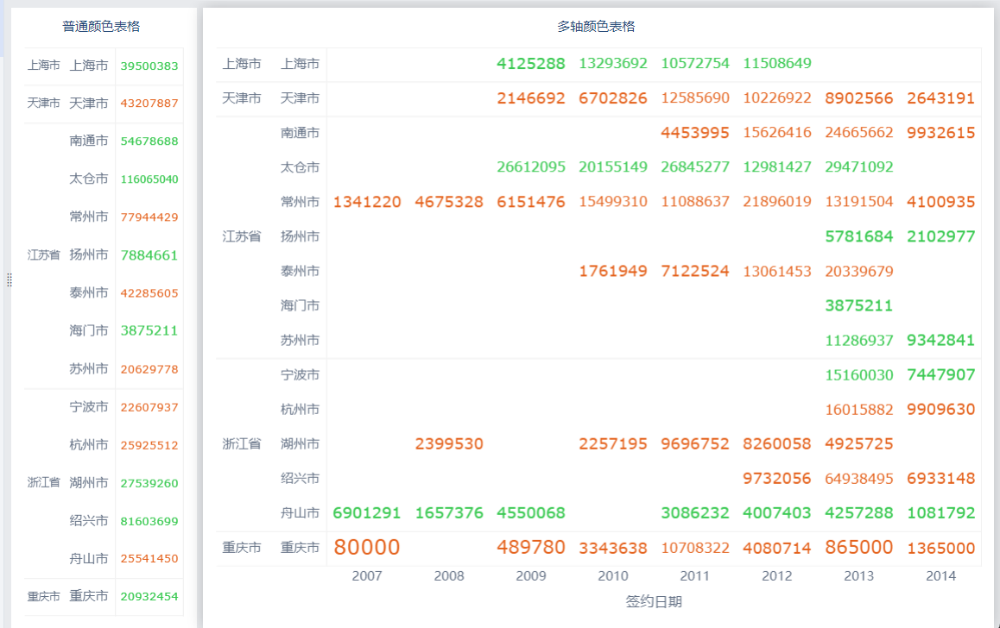 普通颜色表格
上海市 上海市 39500383
天津市 天津市 43207887
南通市 54678688
太仓市 116065040
常州市 77944429
江苏省 扬州市 7884661
泰州市 42285605
海门市 3875211
苏州市 20629778
宁波市 22607937
杭州市 25925512
浙江省 湖州市 27539260
绍兴市 81603699
舟山市 25541450
重庆市 重庆市 20932454
多轴颜色表格
上海市 上海市 4125288 13293692 10572754 11508649
天津市 天津市 2146692 6702826 12585690 10226922 8902566 2643191
南通市 4453995 15626416 24665662 9932615
太仓市 26612095 20155149 26845277 12981427 29471092
常州市 1341220 4675328 6151476 15499310 11088637 21896019 13191504 4100935
江苏省 扬州市 5781684 2102977
泰州市 1761949 7122524 13061453 20339679
海门市 3875211
苏州市 11286937 9342841
宁波市 15160030 7447907
杭州市 16015882 9909630
浙江省 湖州市 2399530 2257195 9696752 8260058 4925725
绍兴市 9732056 64938495 6933148
舟山市 6901291 1657376 4550068 3086232 4007403 4257288 1081792
重庆市 重庆市 80000 489780 3343638 10708322 4080714 865000 1365000
2007 2008 2009 2010 2011 2012 2013 2014
签约日期